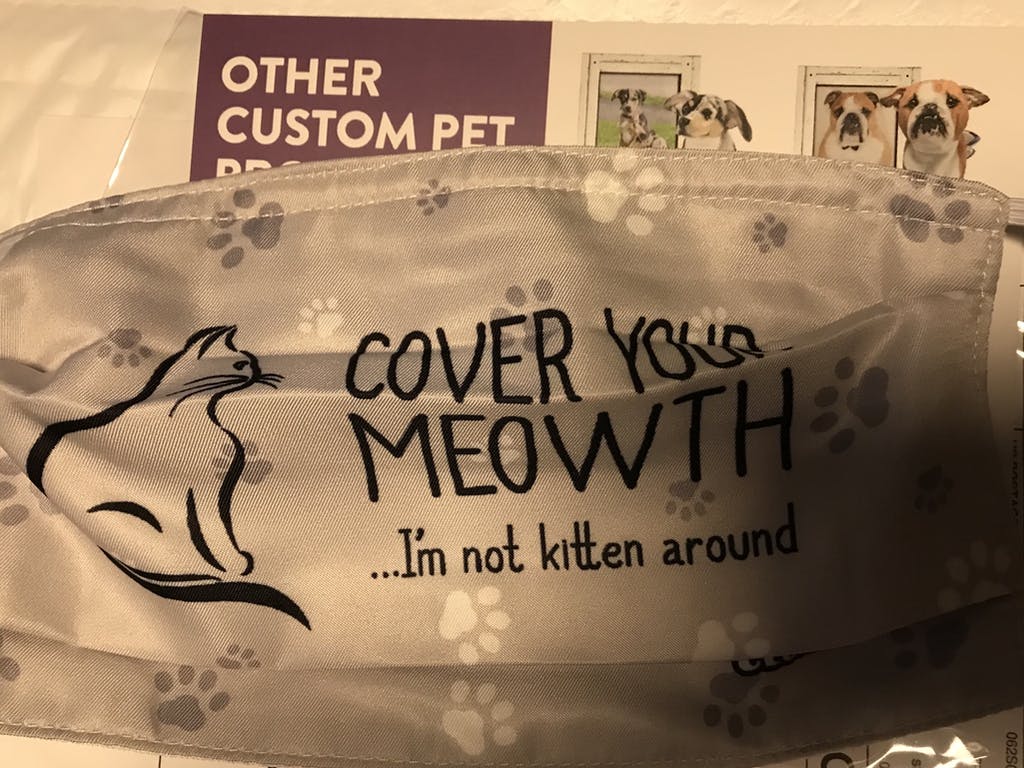 OTHER
CUSTOM PET
COVER YOUR
MEOWTH
...I'm not kitten around